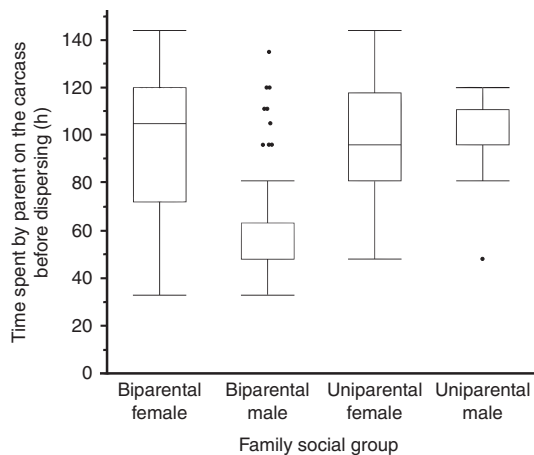 Time spent by parent on the carcass
before dispersing (h)
140
120
100
80
60
40
20
0
Biparental female
Biparental male
Uniparental female
Uniparental male
Family social group